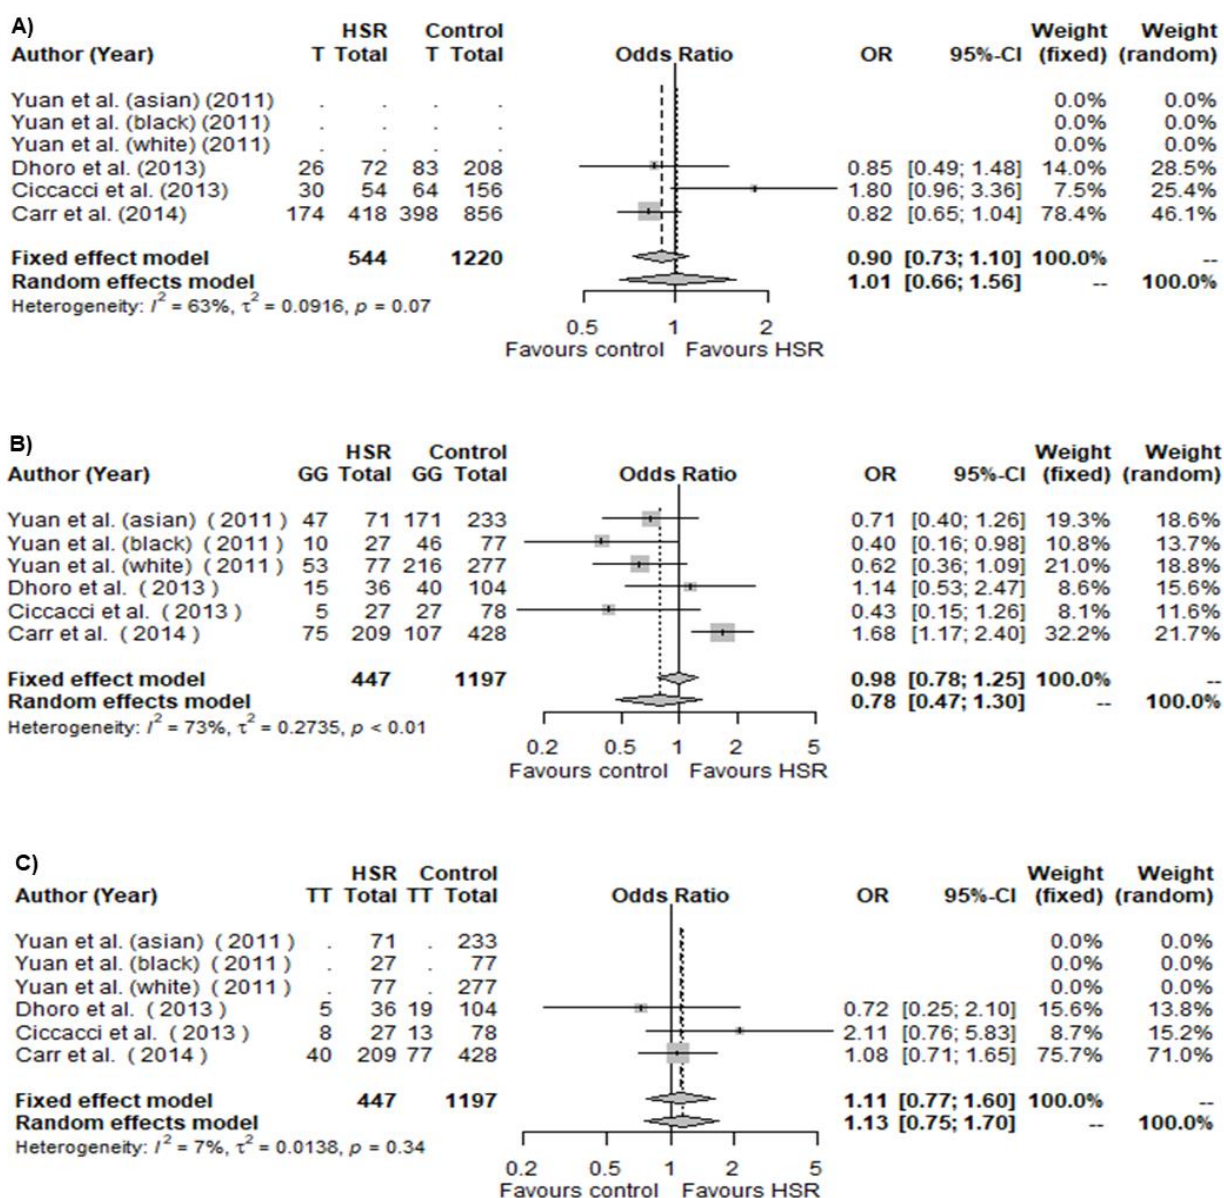 A)
HSR Control Weight Weight
Author (Year) T Total T Total Odds Ratio OR 95%-CI (fixed) (random)
Yuan et al. (asian) (2011) . . . . 0.0% 0.0%
Yuan et al. (black) (2011) . . . . 0.0% 0.0%
Yuan et al. (white) (2011) . . . . 0.0% 0.0%
Dhoro et al. (2013) 26 72 83 208 0.85 [0.49; 1.48] 14.0% 28.5%
Ciccacci et al. (2013) 30 54 64 156 1.80 [0.96; 3.36] 7.5% 25.4%
Carr et al. (2014) 174 418 398 856 0.82 [0.65; 1.04] 78.4% 46.1%
Fixed effect model 544 1220 0.90 [0.73; 1.10] 100.0% --
Random effects model 1.01 [0.66; 1.56] -- 100.0%
Heterogeneity: I² = 63%, τ² = 0.0916, p = 0.07
0.5 1 2
Favours control Favours HSR
B)
HSR Control Weight Weight
Author (Year) GG Total GG Total Odds Ratio OR 95%-CI (fixed) (random)
Yuan et al. (asian) ( 2011 ) 47 71 171 233 0.71 [0.40; 1.26] 19.3% 18.6%
Yuan et al. (black) ( 2011 ) 10 27 46 77 0.40 [0.16; 0.98] 10.8% 13.7%
Yuan et al. (white) ( 2011 ) 53 77 216 277 0.62 [0.36; 1.09] 21.0% 18.8%
Dhoro et al. ( 2013 ) 15 36 40 104 1.14 [0.53; 2.47] 8.6% 15.6%
Ciccacci et al. ( 2013 ) 5 27 27 78 0.43 [0.15; 1.26] 8.1% 11.6%
Carr et al. ( 2014 ) 75 209 107 428 1.68 [1.17; 2.40] 32.2% 21.7%
Fixed effect model 447 1197 0.98 [0.78; 1.25] 100.0% --
Random effects model 0.78 [0.47; 1.30] -- 100.0%
Heterogeneity: I² = 73%, τ² = 0.2735, p < 0.01
0.2 0.5 1 2 5
Favours control Favours HSR
C)
HSR Control Weight Weight
Author (Year) TT Total TT Total Odds Ratio OR 95%-CI (fixed) (random)
Yuan et al. (asian) ( 2011 ) . 71 . 233 0.0% 0.0%
Yuan et al. (black) ( 2011 ) . 27 . 77 0.0% 0.0%
Yuan et al. (white) ( 2011 ) . 77 . 277 0.0% 0.0%
Dhoro et al. ( 2013 ) 5 36 19 104 0.72 [0.25; 2.10] 15.6% 13.8%
Ciccacci et al. ( 2013 ) 8 27 13 78 2.11 [0.76; 5.83] 8.7% 15.2%
Carr et al. ( 2014 ) 40 209 77 428 1.08 [0.71; 1.65] 75.7% 71.0%
Fixed effect model 447 1197 1.11 [0.77; 1.60] 100.0% --
Random effects model 1.13 [0.75; 1.70] -- 100.0%
Heterogeneity: I² = 7%, τ² = 0.0138, p = 0.34
0.2 0.5 1 2 5
Favours control Favours HSR